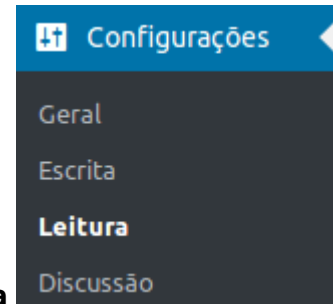 Configurações
Geral
Escrita
Leitura
Discussão
a